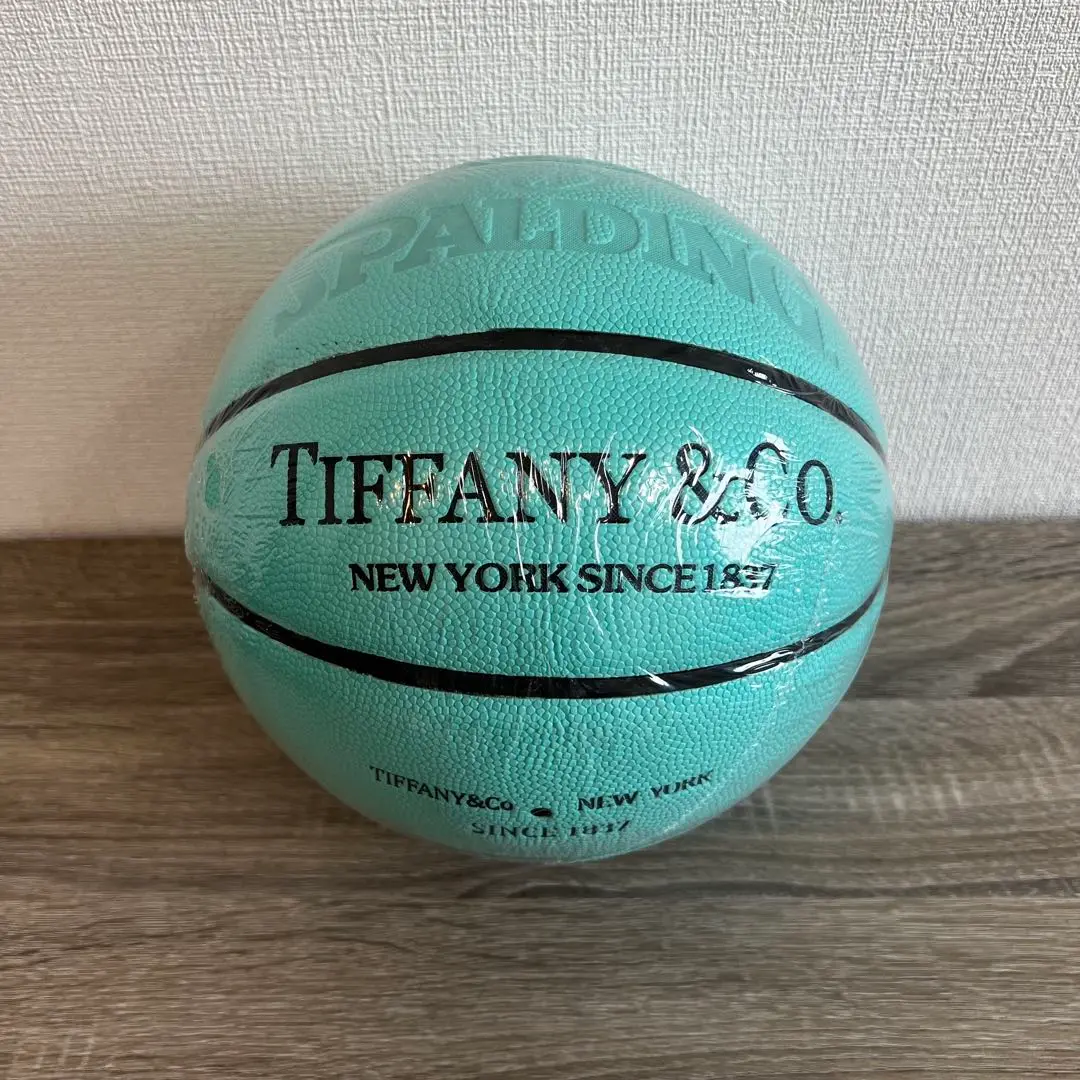 SPALDING
TIFFANY & Co.
NEW YORK SINCE 1837
TIFFANY&Co NEW YORK
SINCE 1837